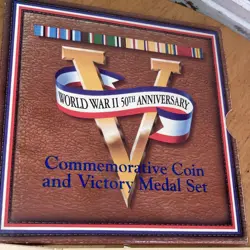 V
WORLD WAR II 50TH ANNIVERSARY
Commemorative Coin
and Victory Medal Set